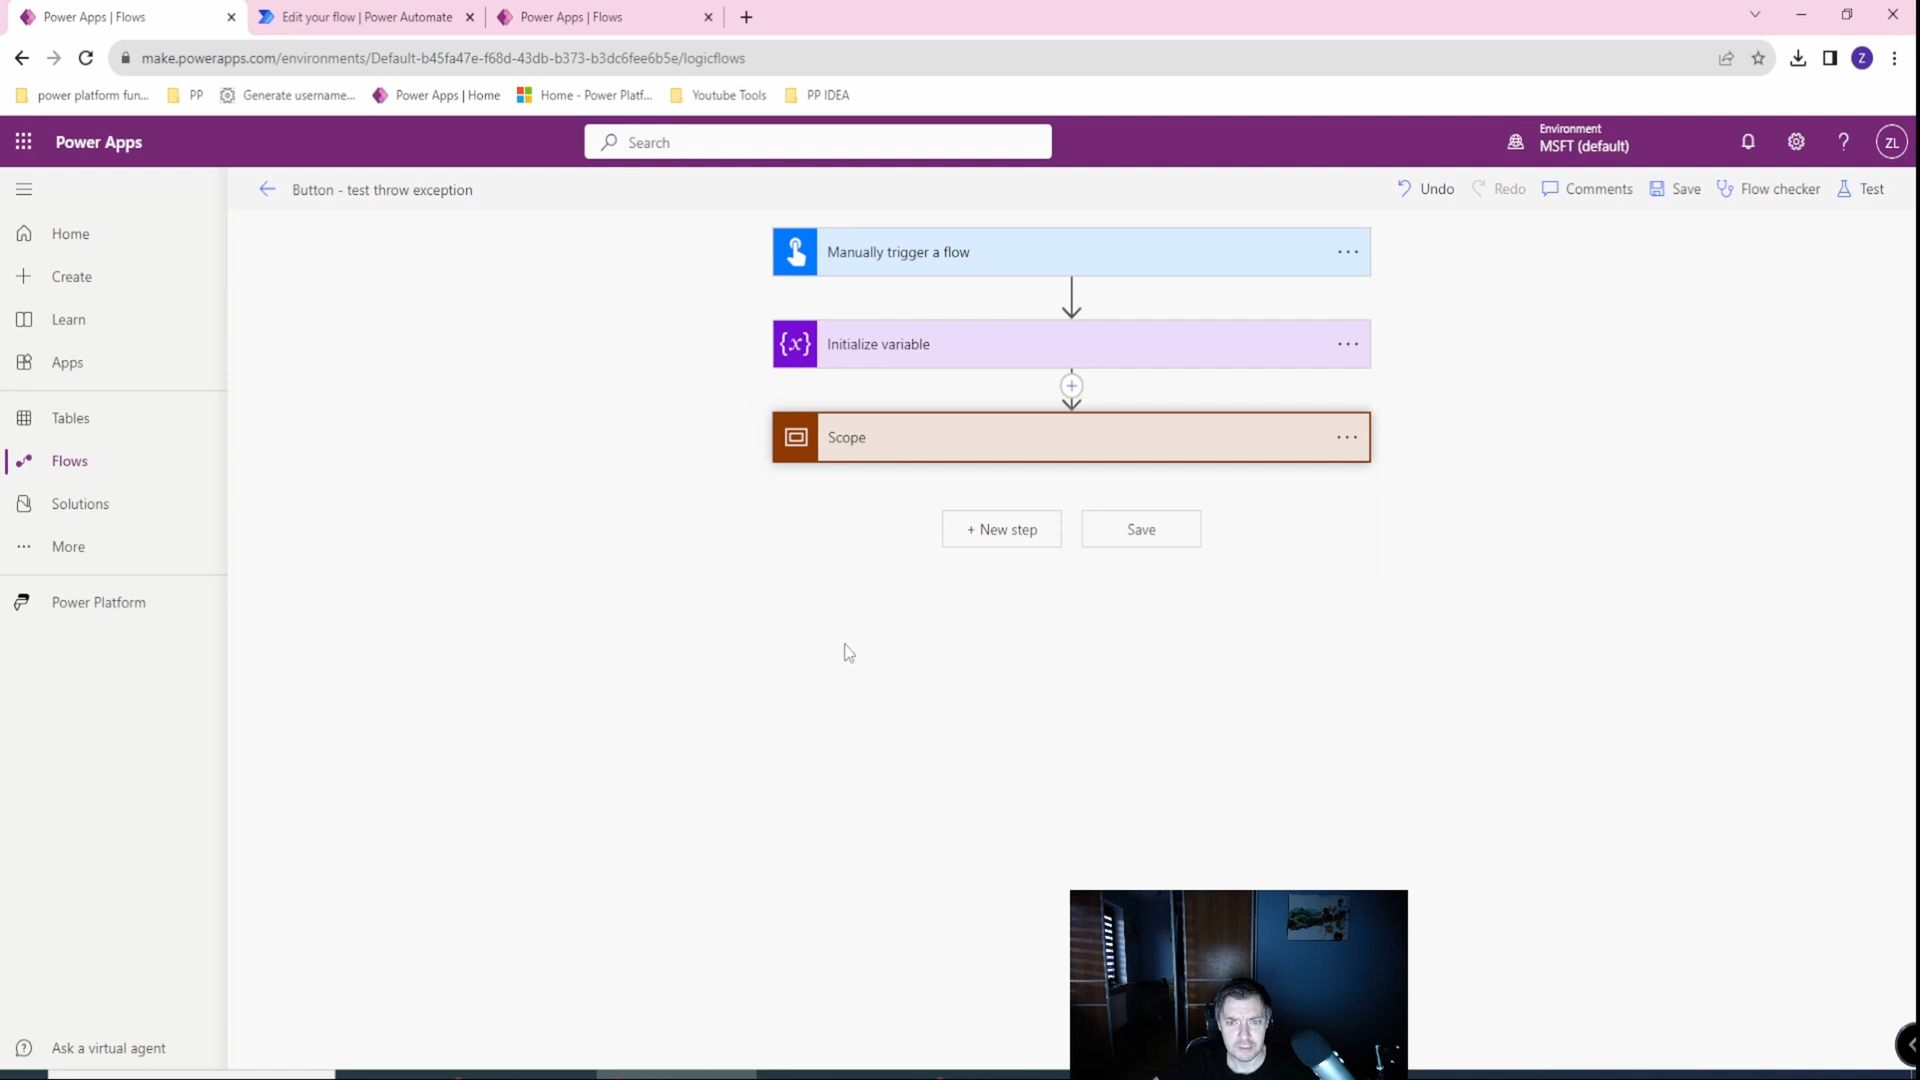 Power Apps | Flows
Edit your flow | Power Automate
Power Apps | Flows
make.powerapps.com/environments/Default-b45fa47e-f68d-43db-b373-b3dc6fee6b5e/logicflows
Z
power platform fun...
PP
Generate username...
Power Apps | Home
Home - Power Platf...
Youtube Tools
PP IDEA
Power Apps
Search
Environment
MSFT (default)
ZL
Button - test throw exception
Undo
Redo
Comments
Save
Flow checker
Test
Home
Create
Learn
Apps
Tables
Flows
Solutions
More
Power Platform
Ask a virtual agent
Manually trigger a flow
{x}
Initialize variable
Scope
+ New step
Save